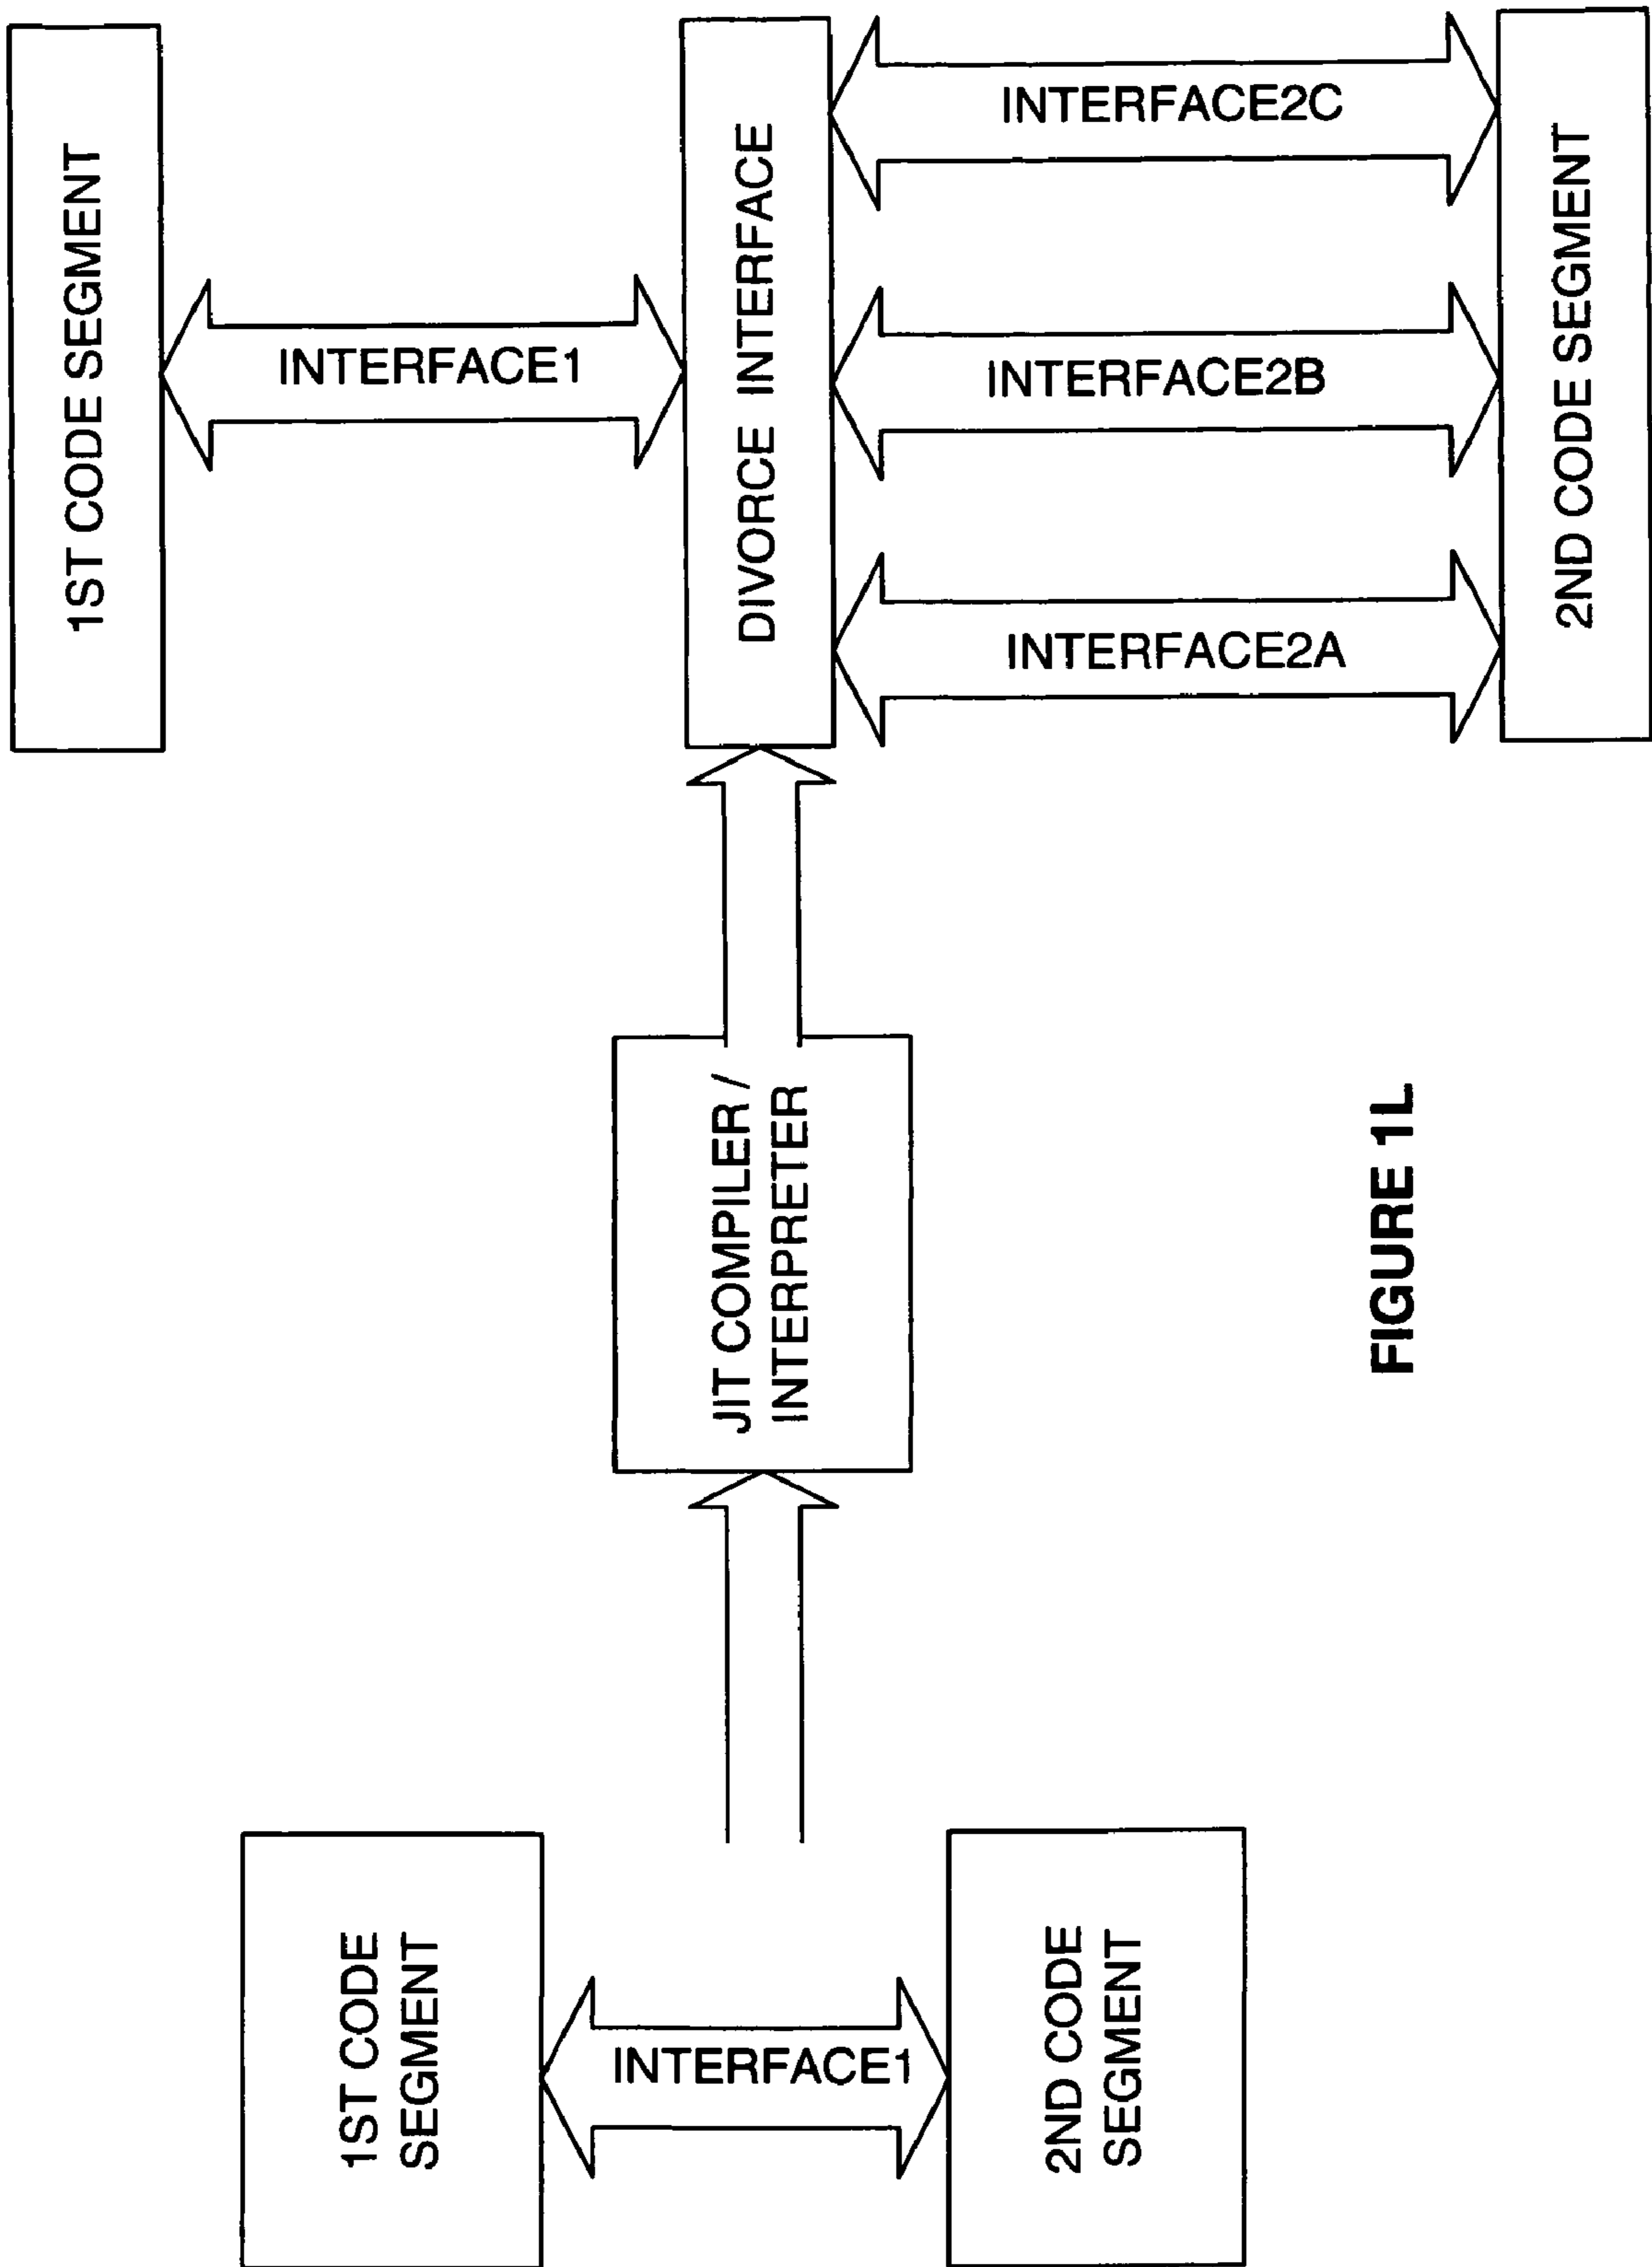 1ST CODE
SEGMENT
INTERFACE1
2ND CODE
SEGMENT
JIT COMPILER /
INTERPRETER
1ST CODE SEGMENT
INTERFACE1
DIVORCE INTERFACE
INTERFACE2A
INTERFACE2B
INTERFACE2C
2ND CODE SEGMENT
FIGURE 1L